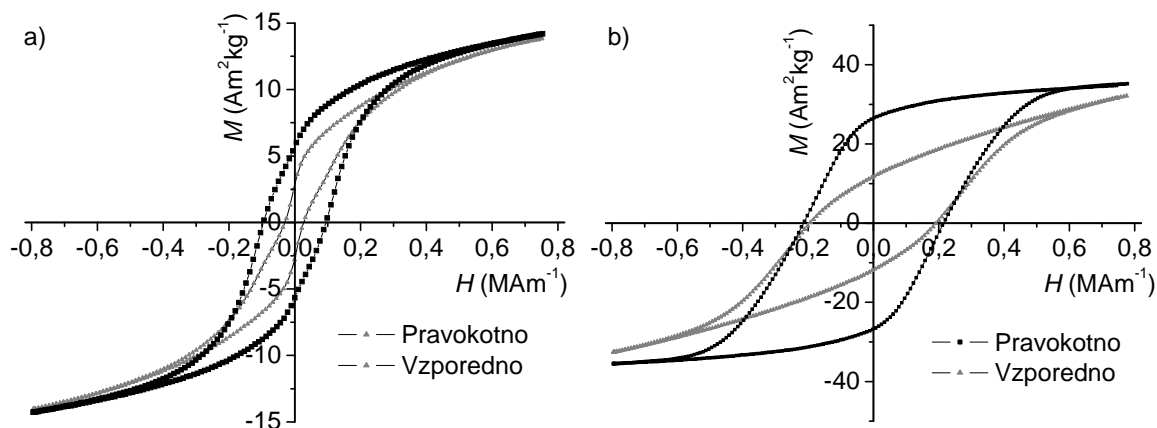 a)
M (Am²kg⁻¹)
15
10
5
0
-5
-10
-15
-0,8 -0,6 -0,4 -0,2 0,0 0,2 0,4 0,6 0,8
H (MAm⁻¹)
Pravokotno
Vzporedno
b)
M (Am²kg⁻¹)
40
20
0
-20
-40
-0,8 -0,6 -0,4 -0,2 0,0 0,2 0,4 0,6 0,8
H (MAm⁻¹)
Pravokotno
Vzporedno